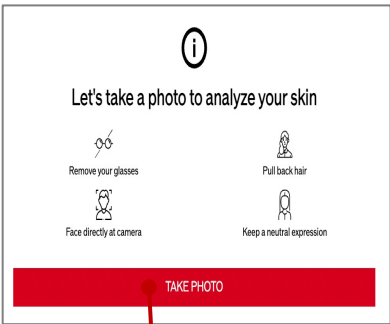 Let's take a photo to analyze your skin
Remove your glasses
Pull back hair
Face directly at camera
Keep a neutral expression
TAKE PHOTO